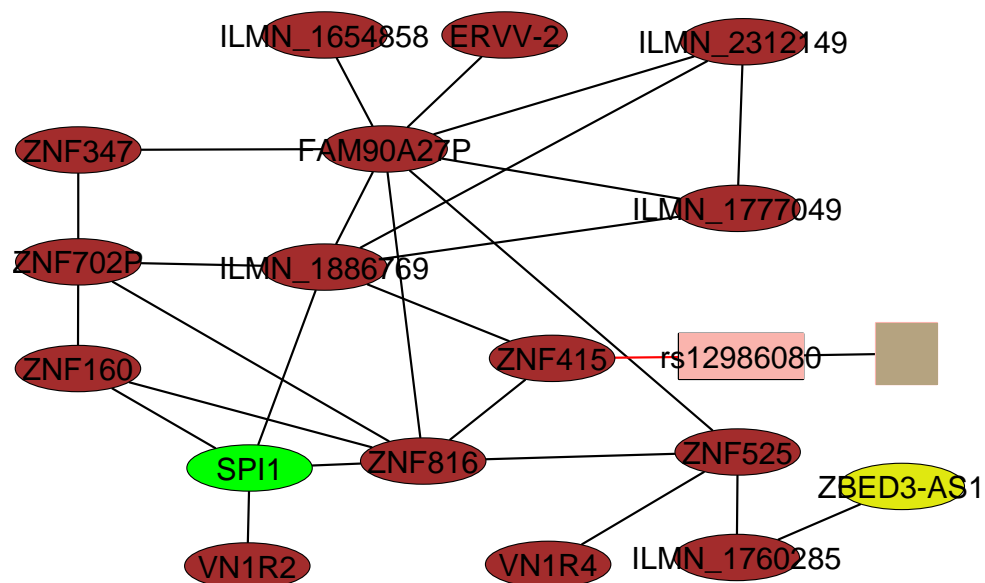 ILMN_1654858
ERVV-2
ILMN_2312149
ZNF347
FAM90A27P
ILMN_1777049
ZNF702P
ILMN_1886769
ZNF160
ZNF415
rs12986080
SPI1
ZNF816
ZNF525
ZBED3-AS1
VN1R2
VN1R4
ILMN_1760285